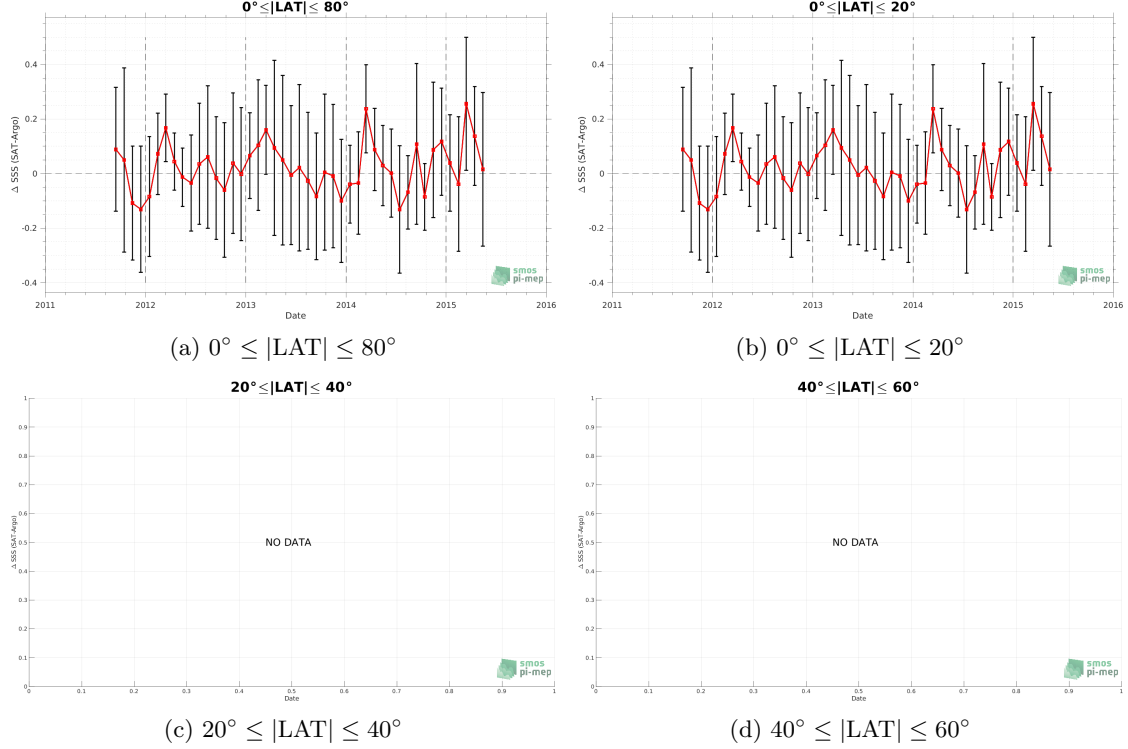 0°≤|LAT|≤ 80°
Δ SSS (SAT-Argo)
0.4
0.2
0
-0.2
-0.4
2011 2012 2013 2014 2015 2016
Date
smos
pi-mep
(a) 0° ≤ |LAT| ≤ 80°
0°≤|LAT|≤ 20°
Δ SSS (SAT-Argo)
0.4
0.2
0
-0.2
-0.4
2011 2012 2013 2014 2015 2016
Date
smos
pi-mep
(b) 0° ≤ |LAT| ≤ 20°
20°≤|LAT|≤ 40°
Δ SSS (SAT-Argo)
1
0.9
0.8
0.7
0.6
0.5
0.4
0.3
0.2
0.1
0
NO DATA
0 0.1 0.2 0.3 0.4 0.5 0.6 0.7 0.8 0.9 1
Date
smos
pi-mep
(c) 20° ≤ |LAT| ≤ 40°
40°≤|LAT|≤ 60°
Δ SSS (SAT-Argo)
1
0.9
0.8
0.7
0.6
0.5
0.4
0.3
0.2
0.1
0
NO DATA
0 0.1 0.2 0.3 0.4 0.5 0.6 0.7 0.8 0.9 1
Date
smos
pi-mep
(d) 40° ≤ |LAT| ≤ 60°